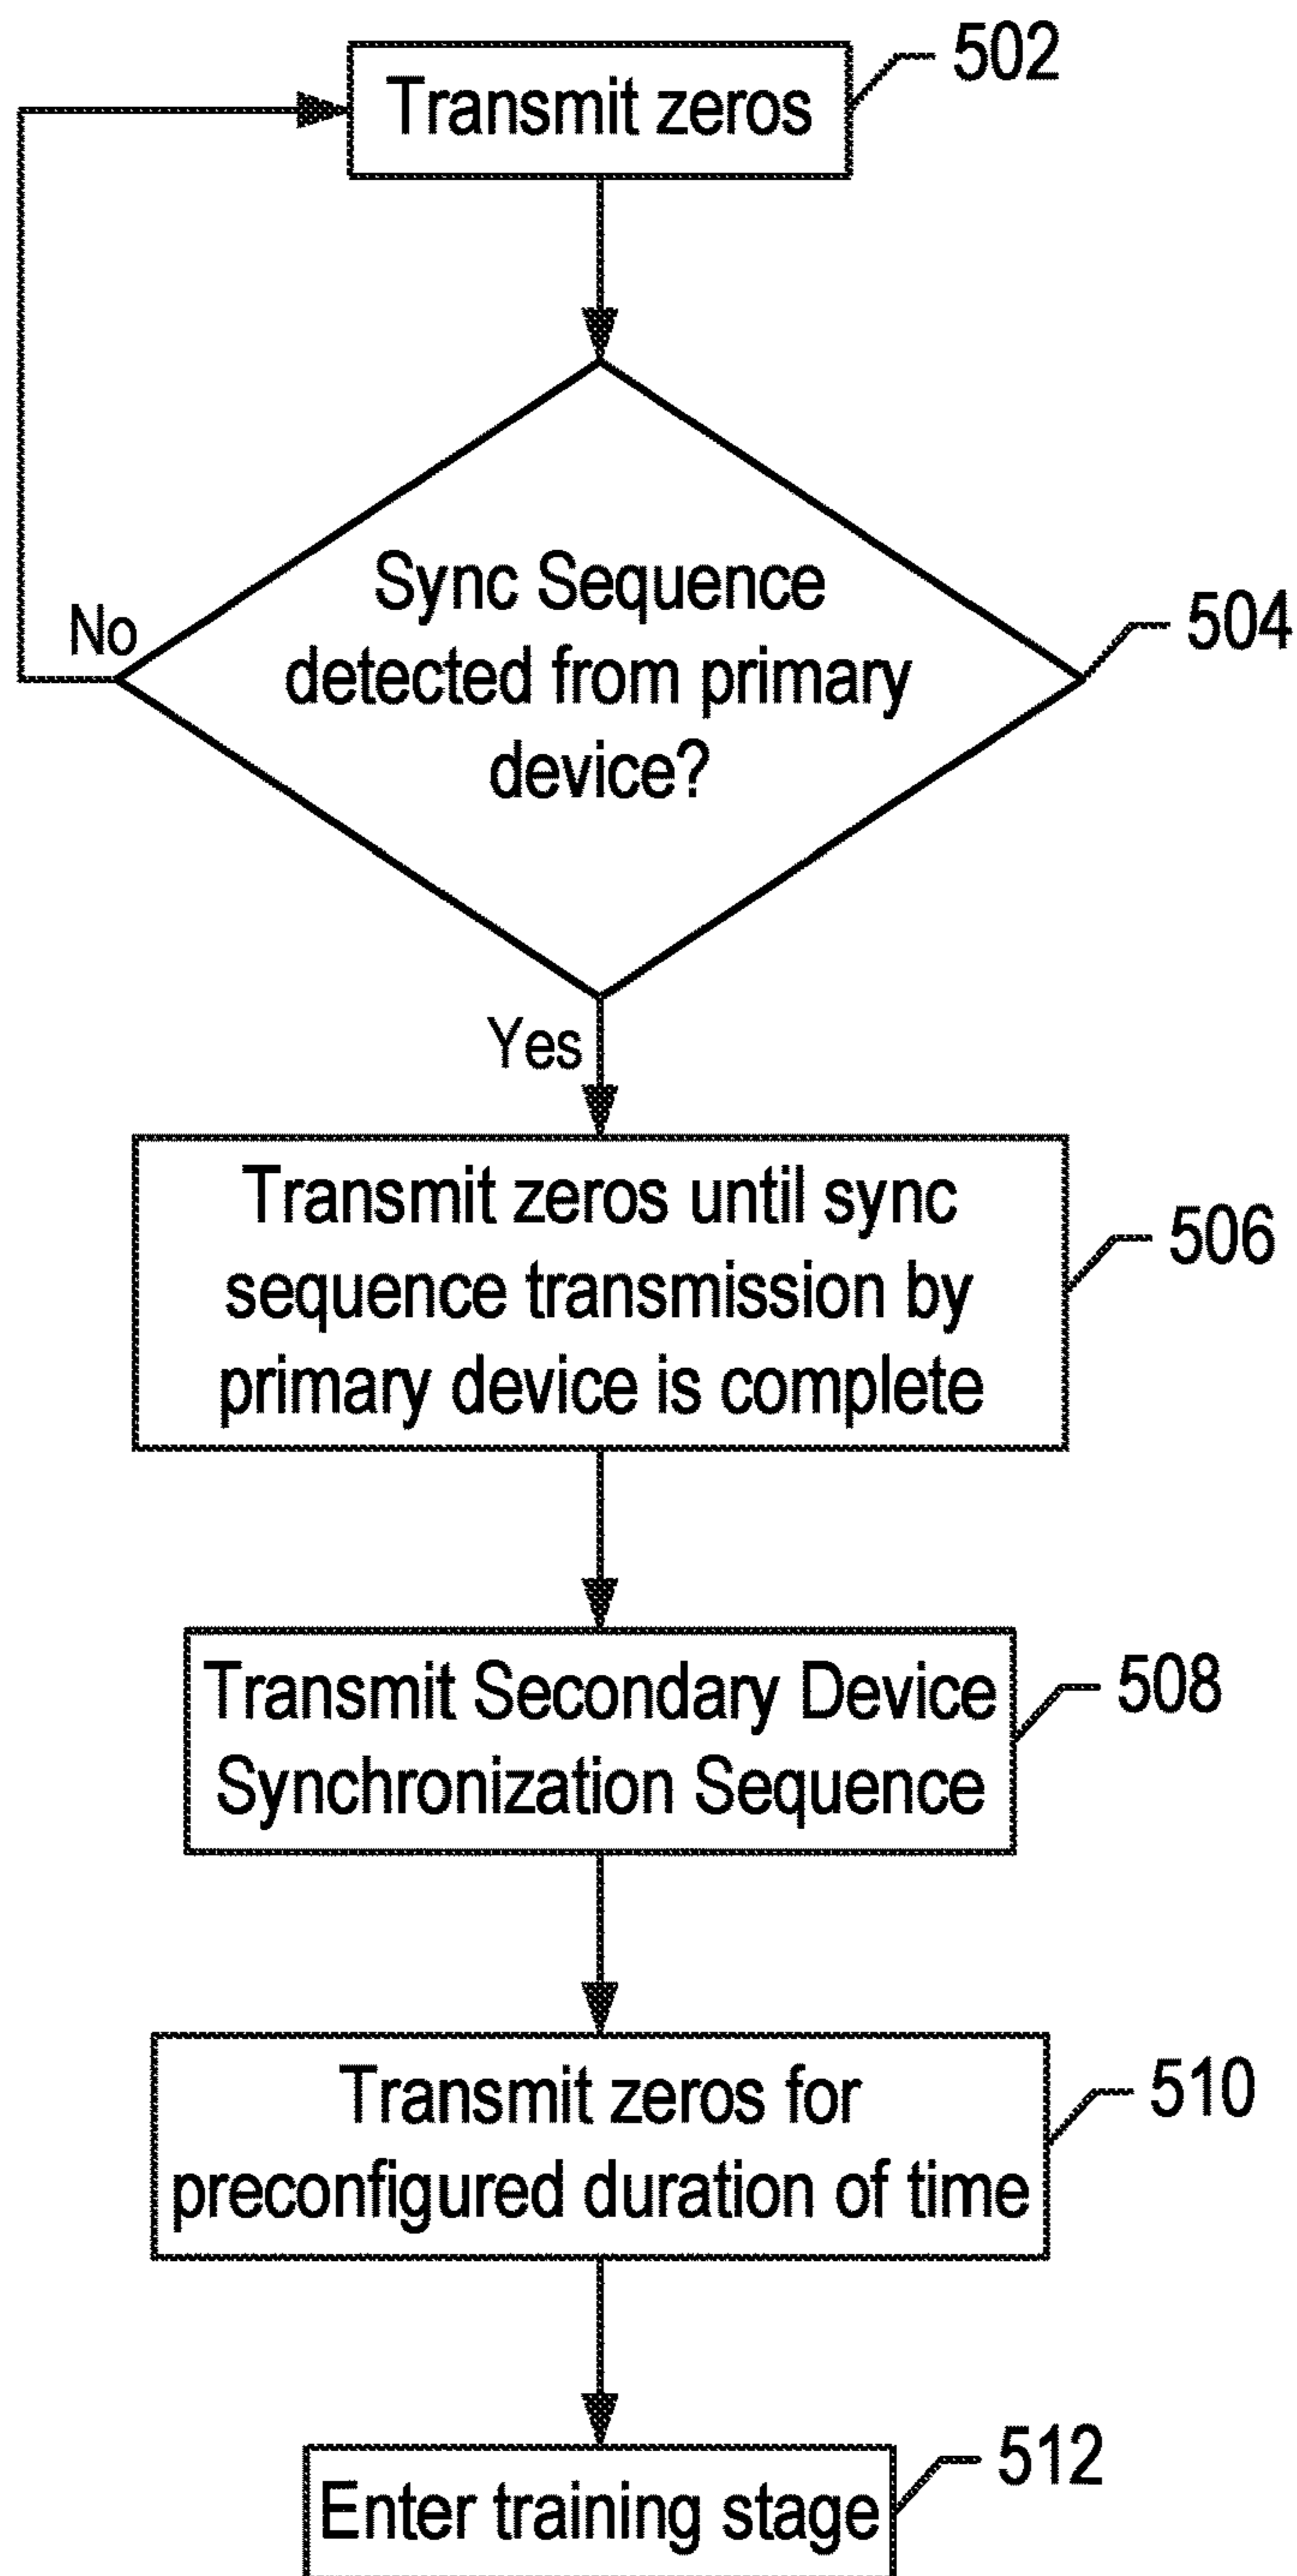 Transmit zeros
502
Sync Sequence
detected from primary
device?
504
No
Yes
Transmit zeros until sync
sequence transmission by
primary device is complete
506
Transmit Secondary Device
Synchronization Sequence
508
Transmit zeros for
preconfigured duration of time
510
Enter training stage
512